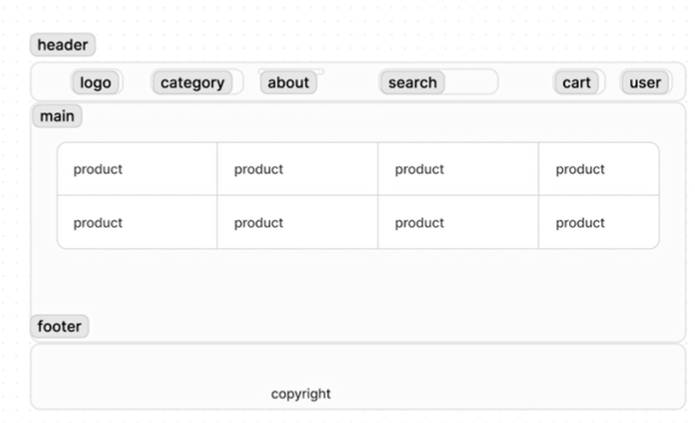 header
logo category about search cart user
main
product product product product
product product product product
footer
copyright